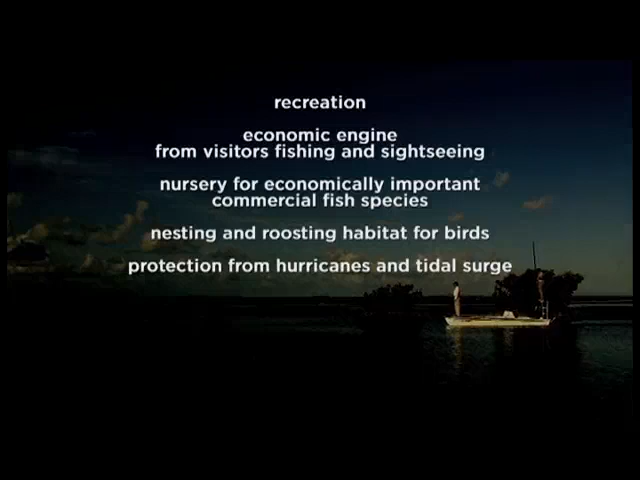 recreation
economic engine
from visitors fishing and sightseeing
nursery for economically important
commercial fish species
nesting and roosting habitat for birds
protection from hurricanes and tidal surge